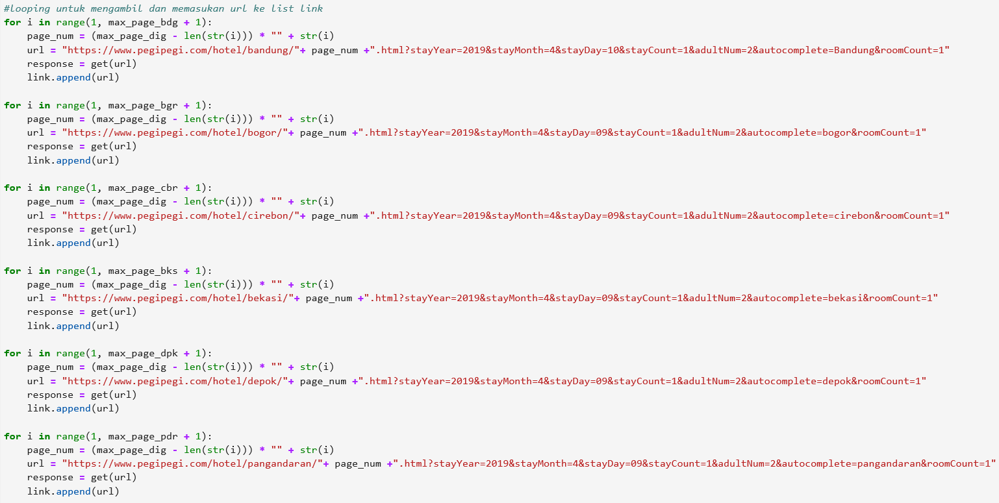 #looping untuk mengambil dan memasukan url ke list link
for i in range(1, max_page_bdg + 1):
    page_num = (max_page_dig - len(str(i))) * "" + str(i)
    url = "https://www.pegipegi.com/hotel/bandung/"+ page_num +".html?stayYear=2019&stayMonth=4&stayDay=10&stayCount=1&adultNum=2&autocomplete=Bandung&roomCount=1"
    response = get(url)
    link.append(url)

for i in range(1, max_page_bgr + 1):
    page_num = (max_page_dig - len(str(i))) * "" + str(i)
    url = "https://www.pegipegi.com/hotel/bogor/"+ page_num +".html?stayYear=2019&stayMonth=4&stayDay=09&stayCount=1&adultNum=2&autocomplete=bogor&roomCount=1"
    response = get(url)
    link.append(url)

for i in range(1, max_page_cbr + 1):
    page_num = (max_page_dig - len(str(i))) * "" + str(i)
    url = "https://www.pegipegi.com/hotel/cirebon/"+ page_num +".html?stayYear=2019&stayMonth=4&stayDay=09&stayCount=1&adultNum=2&autocomplete=cirebon&roomCount=1"
    response = get(url)
    link.append(url)

for i in range(1, max_page_bks + 1):
    page_num = (max_page_dig - len(str(i))) * "" + str(i)
    url = "https://www.pegipegi.com/hotel/bekasi/"+ page_num +".html?stayYear=2019&stayMonth=4&stayDay=09&stayCount=1&adultNum=2&autocomplete=bekasi&roomCount=1"
    response = get(url)
    link.append(url)

for i in range(1, max_page_dpk + 1):
    page_num = (max_page_dig - len(str(i))) * "" + str(i)
    url = "https://www.pegipegi.com/hotel/depok/"+ page_num +".html?stayYear=2019&stayMonth=4&stayDay=09&stayCount=1&adultNum=2&autocomplete=depok&roomCount=1"
    response = get(url)
    link.append(url)

for i in range(1, max_page_pdr + 1):
    page_num = (max_page_dig - len(str(i))) * "" + str(i)
    url = "https://www.pegipegi.com/hotel/pangandaran/"+ page_num +".html?stayYear=2019&stayMonth=4&stayDay=09&stayCount=1&adultNum=2&autocomplete=pangandaran&roomCount=1"
    response = get(url)
    link.append(url)